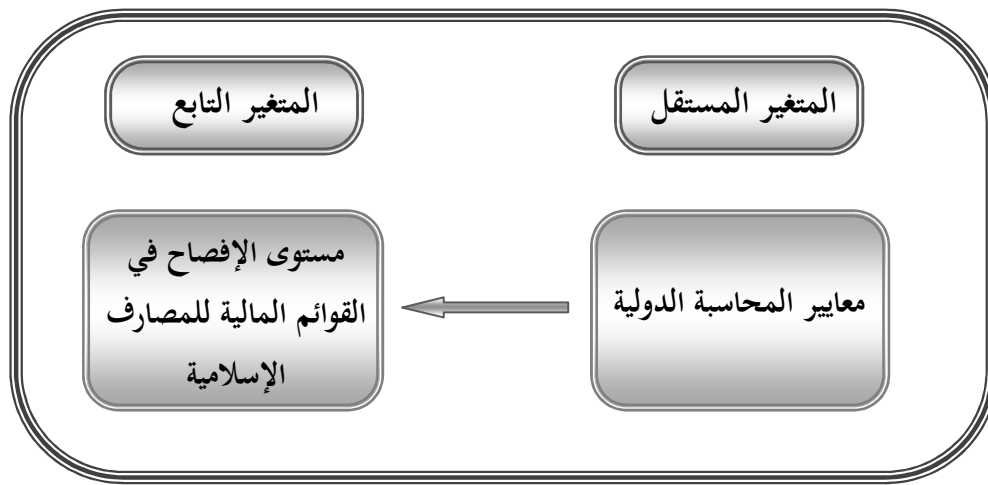 المتغير المستقل
المتغير التابع
معايير المحاسبة الدولية
مستوى الإفصاح في
القوائم المالية للمصارف
الإسلامية